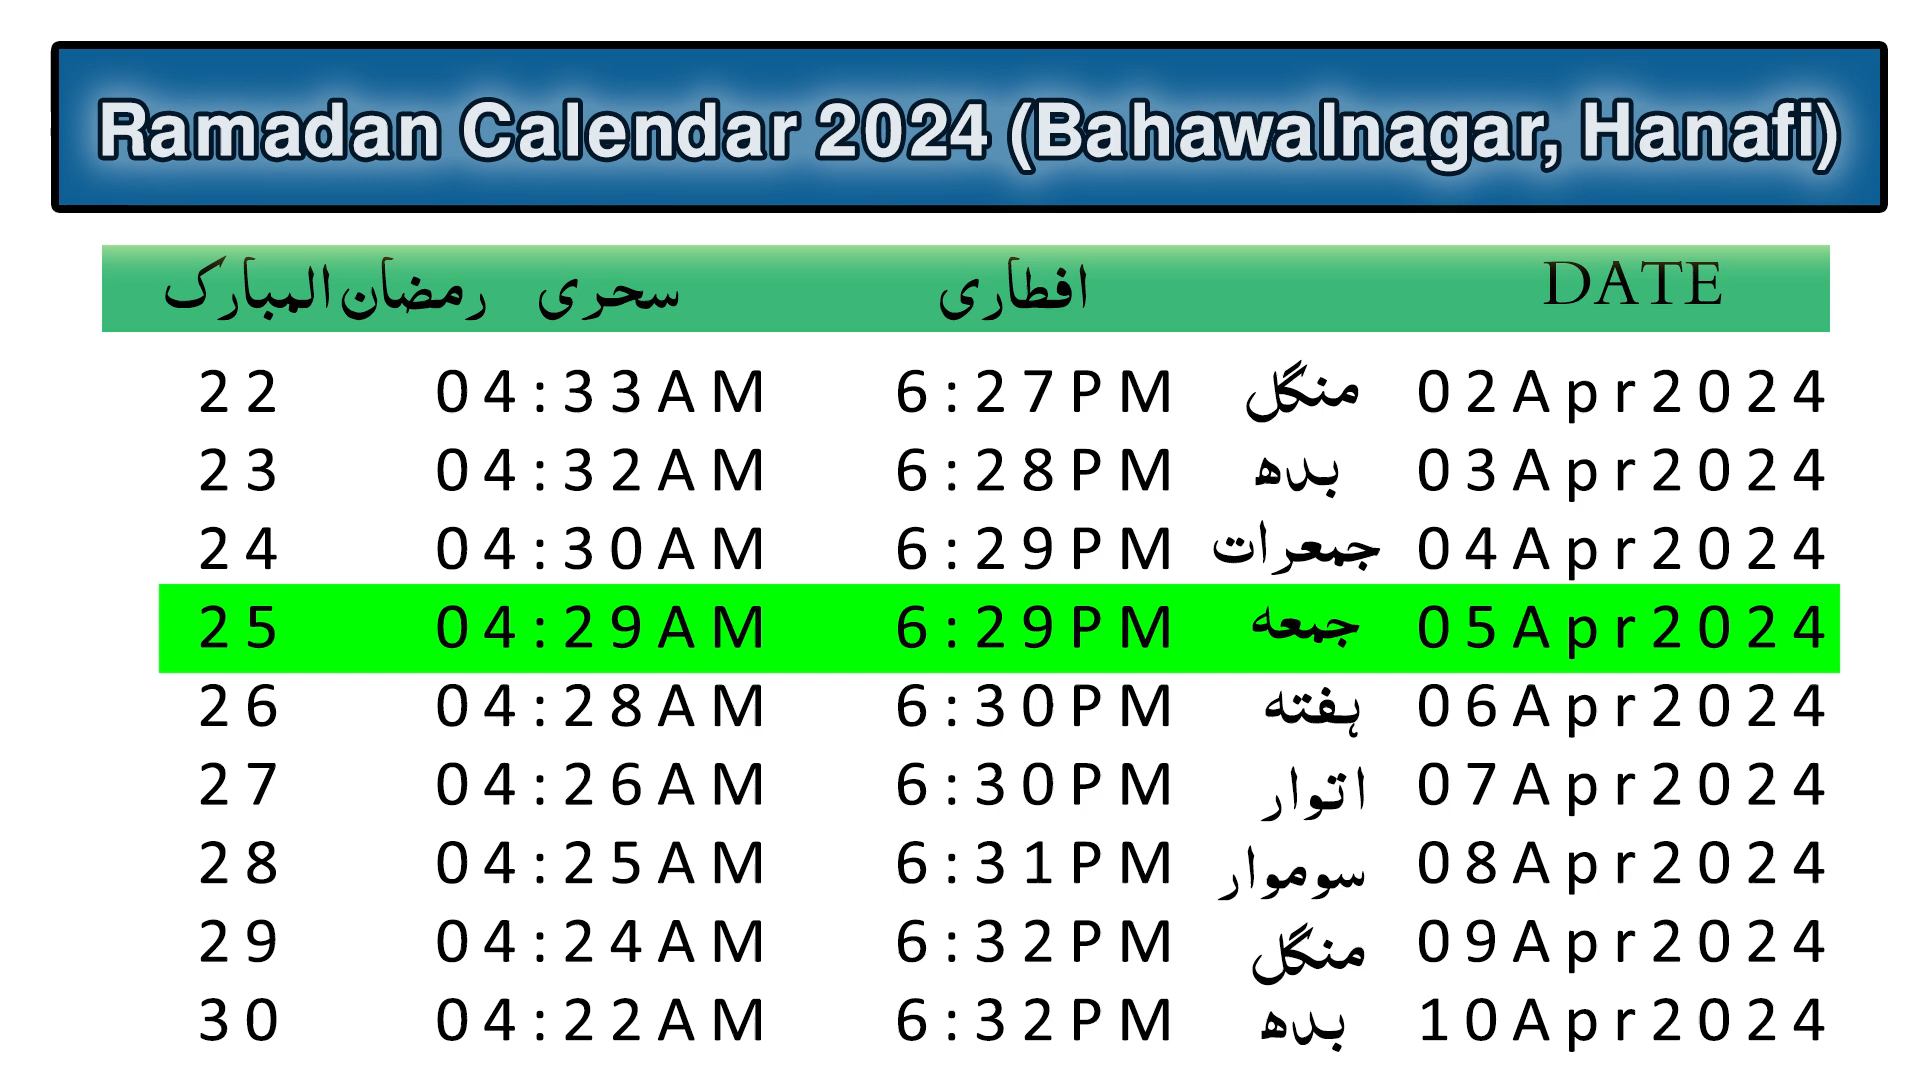 Ramadan Calendar 2024 (Bahawalnagar, Hanafi)
رمضان المبارک سحری افطاری DATE
22 04:33AM 6:27PM منگل 02Apr2024
23 04:32AM 6:28PM بدھ 03Apr2024
24 04:30AM 6:29PM جمعرات 04Apr2024
25 04:29AM 6:29PM جمعہ 05Apr2024
26 04:28AM 6:30PM ہفتہ 06Apr2024
27 04:26AM 6:30PM اتوار 07Apr2024
28 04:25AM 6:31PM سوموار 08Apr2024
29 04:24AM 6:32PM منگل 09Apr2024
30 04:22AM 6:32PM بدھ 10Apr2024